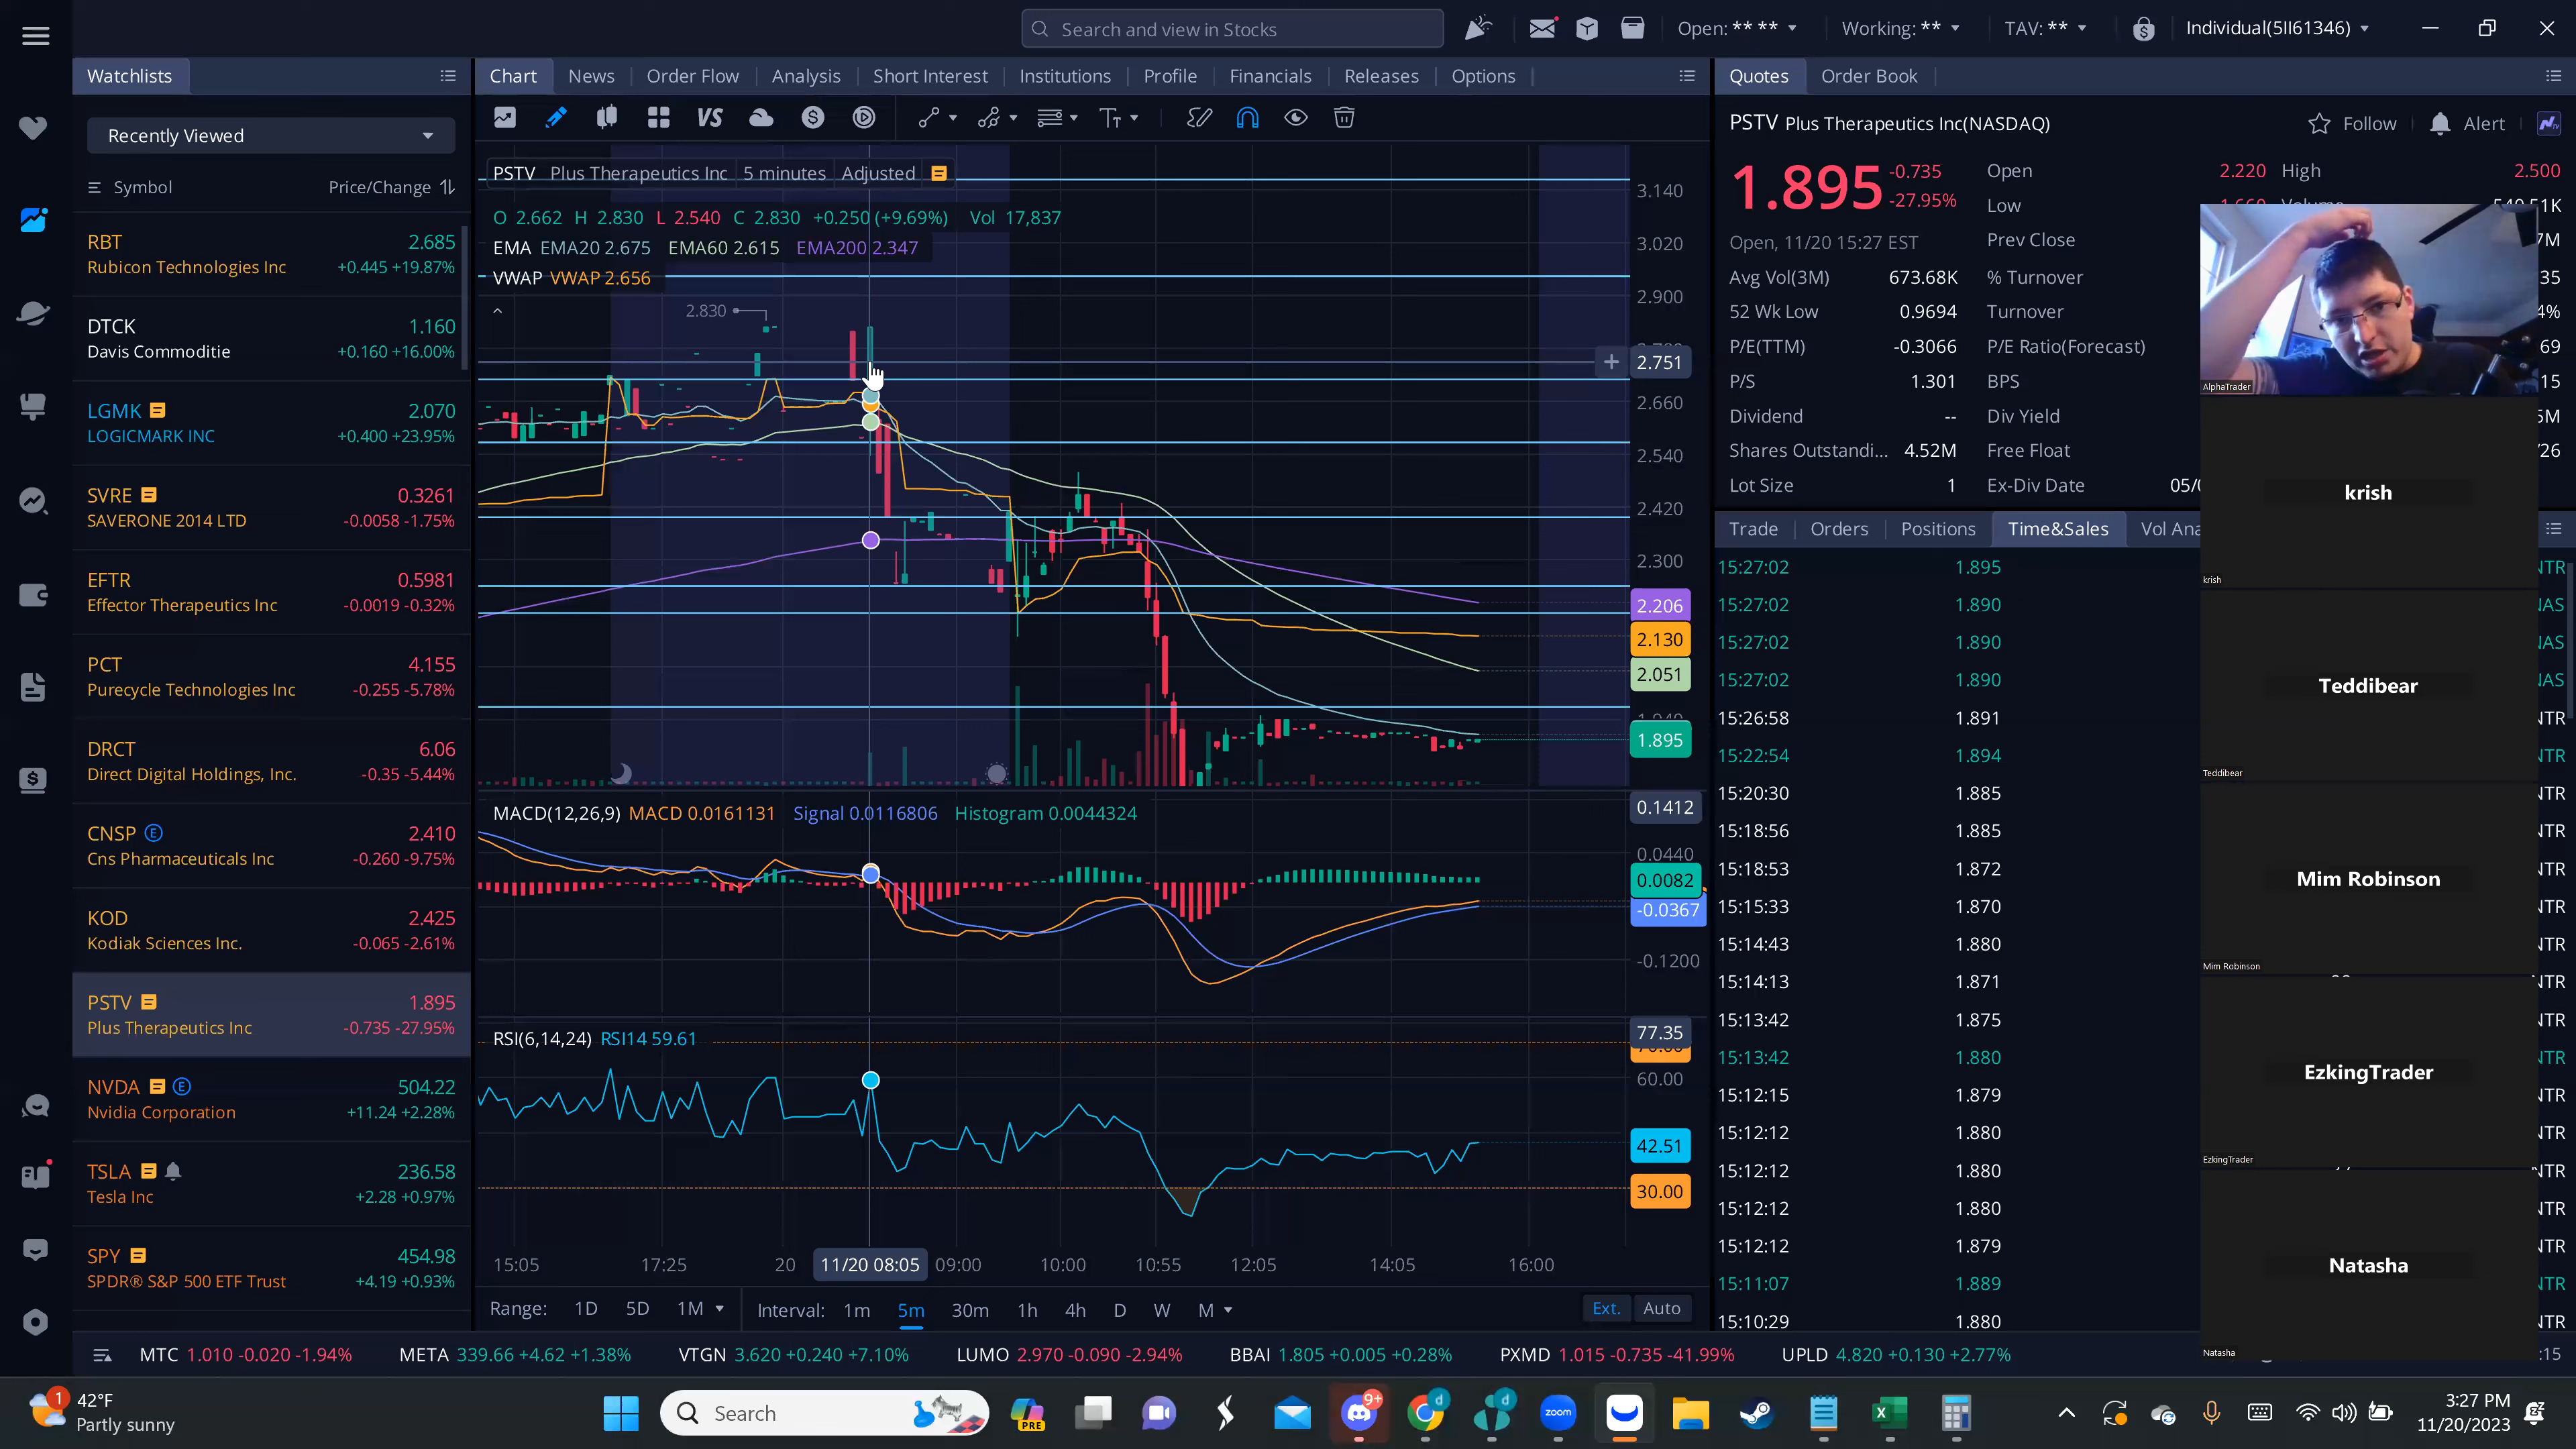 Search and view in Stocks
Open: ** **
Working: **
TAV: **
Individual(5II61346)
Watchlists
Chart
News
Order Flow
Analysis
Short Interest
Institutions
Profile
Financials
Releases
Options
Quotes
Order Book
Recently Viewed
Symbol
Price/Change
RBT 2.685
Rubicon Technologies Inc +0.445 +19.87%
DTCK 1.160
Davis Commoditie +0.160 +16.00%
LGMK 2.070
LOGICMARK INC +0.400 +23.95%
SVRE 0.3261
SAVERONE 2014 LTD -0.0058 -1.75%
EFTR 0.5981
Effector Therapeutics Inc -0.0019 -0.32%
PCT 4.155
Purecycle Technologies Inc -0.255 -5.78%
DRCT 6.06
Direct Digital Holdings, Inc. -0.35 -5.44%
CNSP E 2.410
Cns Pharmaceuticals Inc -0.260 -9.75%
KOD 2.425
Kodiak Sciences Inc. -0.065 -2.61%
PSTV 1.895
Plus Therapeutics Inc -0.735 -27.95%
NVDA E 504.22
Nvidia Corporation +11.24 +2.28%
TSLA 236.58
Tesla Inc +2.28 +0.97%
SPY 454.98
SPDR® S&P 500 ETF Trust +4.19 +0.93%
VS
PSTV Plus Therapeutics Inc 5 minutes Adjusted
O 2.662 H 2.830 L 2.540 C 2.830 +0.250 (+9.69%) Vol 17,837
EMA EMA20 2.675 EMA60 2.615 EMA200 2.347
VWAP VWAP 2.656
2.830
3.140
3.020
2.900
2.751
2.660
2.540
2.420
2.300
2.206
2.130
2.051
1.895
MACD(12,26,9) MACD 0.0161131 Signal 0.0116806 Histogram 0.0044324
0.1412
0.0440
0.0082
-0.0367
-0.1200
RSI(6,14,24) RSI14 59.61
77.35
60.00
42.51
30.00
15:05 17:25 20 11/20 08:05 09:00 10:00 10:55 12:05 14:05 16:00
Range: 1D 5D 1M
Interval: 1m 5m 30m 1h 4h D W M
Ext. Auto
PSTV Plus Therapeutics Inc(NASDAQ)
Follow
Alert
1.895
-0.735
-27.95%
Open, 11/20 15:27 EST
Open 2.220 High 2.500
Low
Prev Close
Avg Vol(3M) 673.68K % Turnover
52 Wk Low 0.9694 Turnover
P/E(TTM) -0.3066 P/E Ratio(Forecast)
P/S 1.301 BPS
Dividend -- Div Yield
Shares Outstandi... 4.52M Free Float
Lot Size 1 Ex-Div Date
Trade
Orders
Positions
Time&Sales
15:27:02 1.895
15:27:02 1.890
15:27:02 1.890
15:27:02 1.890
15:26:58 1.891
15:22:54 1.894
15:20:30 1.885
15:18:56 1.885
15:18:53 1.872
15:15:33 1.870
15:14:43 1.880
15:14:13 1.871
15:13:42 1.875
15:13:42 1.880
15:12:15 1.879
15:12:12 1.880
15:12:12 1.880
15:12:12 1.880
15:12:12 1.879
15:11:07 1.889
15:10:29 1.880
AlphaTrader
krish
krish
Teddibear
Teddibear
Mim Robinson
Mim Robinson
EzkingTrader
EzkingTrader
Natasha
Natasha
MTC 1.010 -0.020 -1.94%
META 339.66 +4.62 +1.38%
VTGN 3.620 +0.240 +7.10%
LUMO 2.970 -0.090 -2.94%
BBAI 1.805 +0.005 +0.28%
PXMD 1.015 -0.735 -41.99%
UPLD 4.820 +0.130 +2.77%
1
42°F
Partly sunny
Search
PRE
9+
d
d
zoom
3:27 PM
11/20/2023